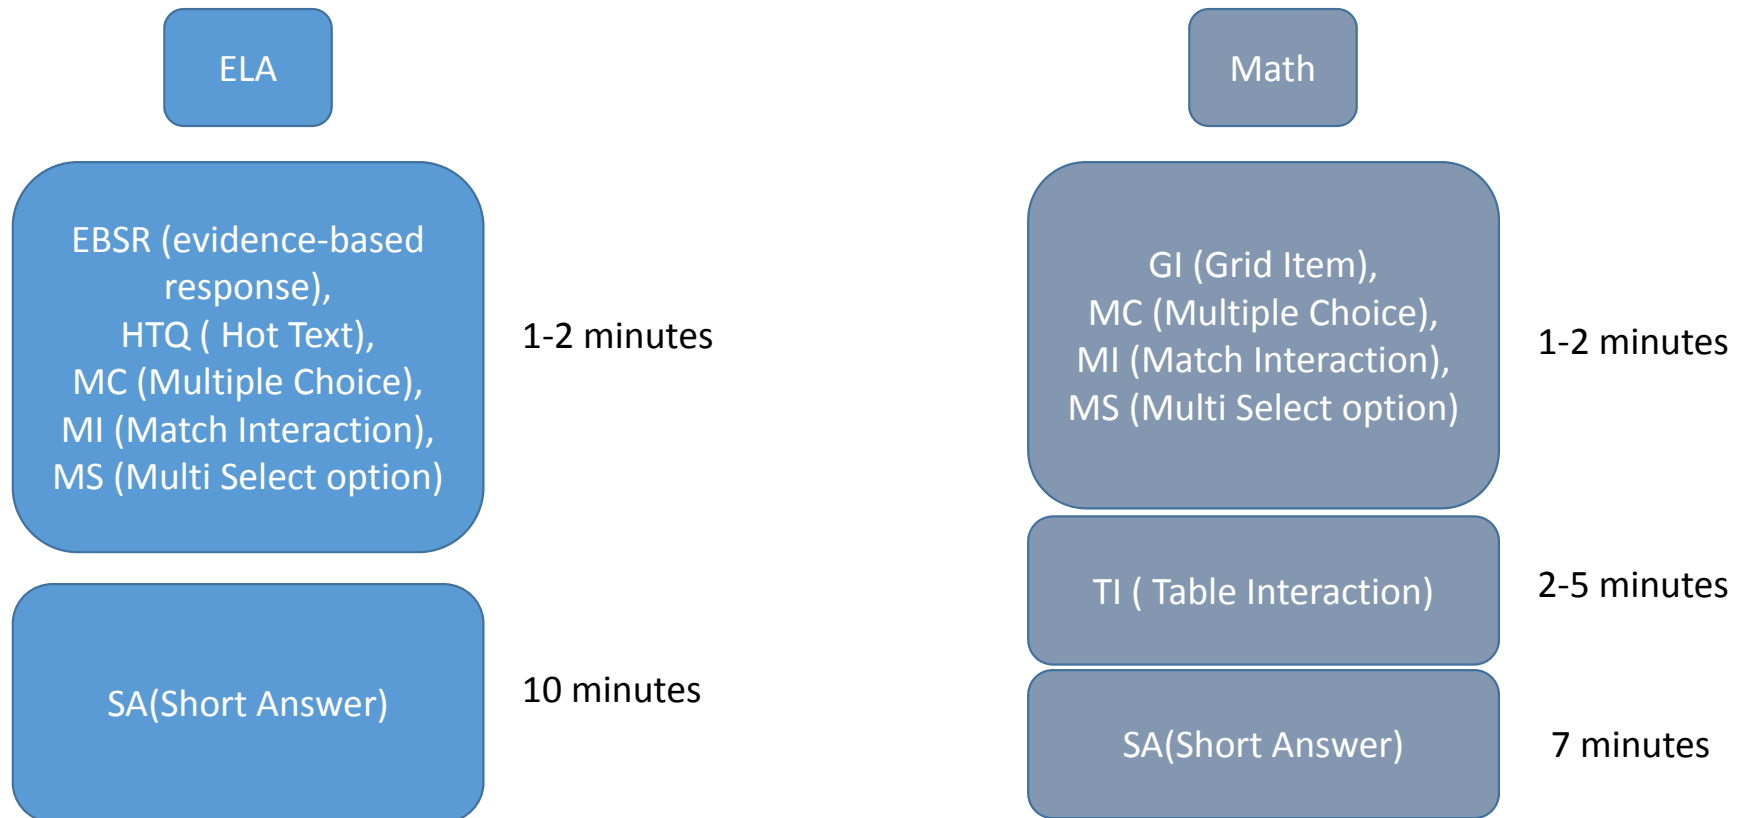 ELA
EBSR (evidence-based
response),
HTQ ( Hot Text),
MC (Multiple Choice),
MI (Match Interaction),
MS (Multi Select option)
1-2 minutes
SA(Short Answer)
10 minutes
Math
GI (Grid Item),
MC (Multiple Choice),
MI (Match Interaction),
MS (Multi Select option)
1-2 minutes
TI ( Table Interaction)
2-5 minutes
SA(Short Answer)
7 minutes